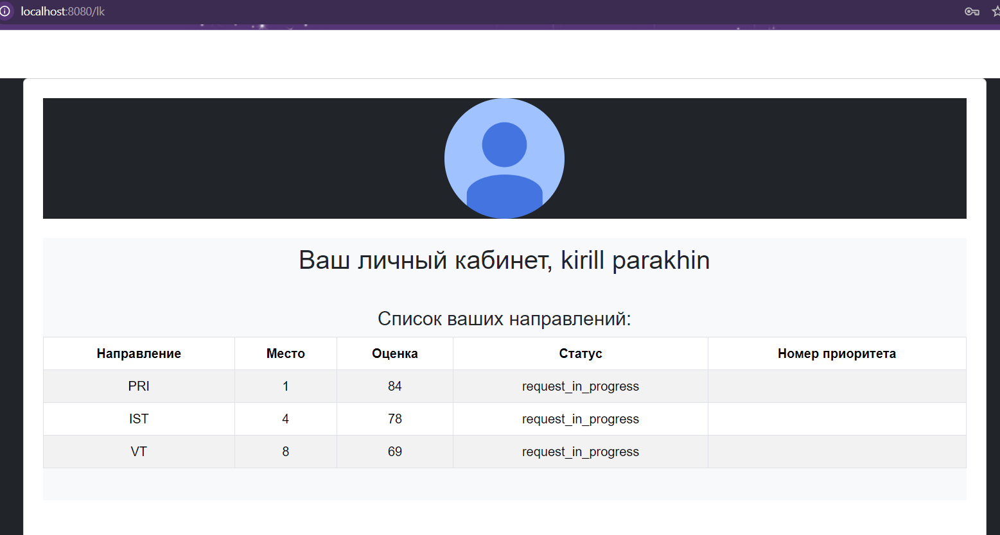 localhost:8080/lk
Ваш личный кабинет, kirill parakhin
Список ваших направлений:
Направление Место Оценка Статус Номер приоритета
PRI 1 84 request_in_progress
IST 4 78 request_in_progress
VT 8 69 request_in_progress